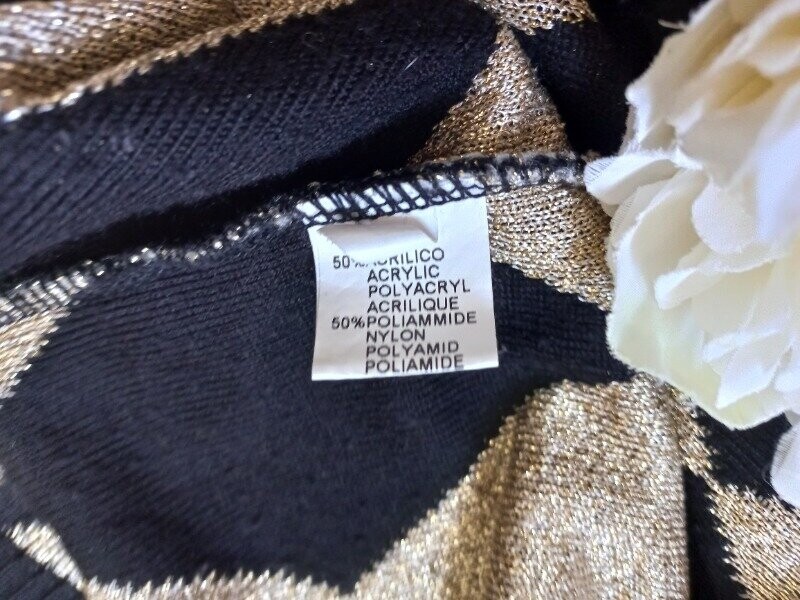 50% ACRILICO
ACRYLIC
POLYACRYL
ACRILIQUE
50% POLIAMMIDE
NYLON
POLYAMID
POLIAMIDE